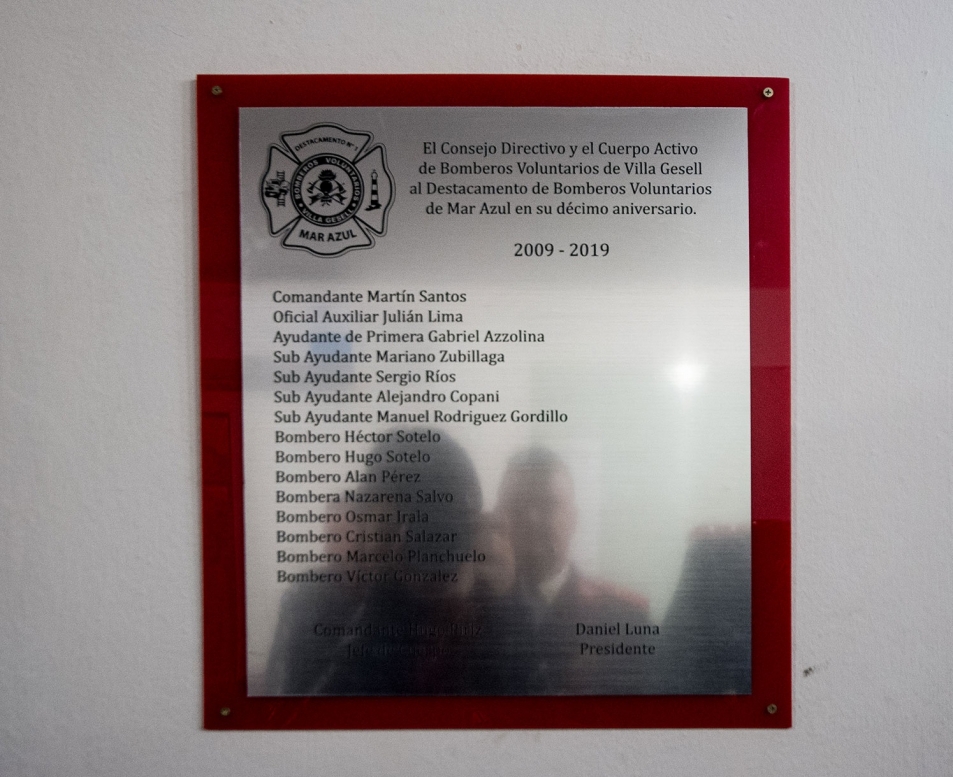 DESTACAMENTO Nº 1
BOMBEROS VOLUNTARIOS
VILLA GESELL
MAR AZUL
El Consejo Directivo y el Cuerpo Activo
de Bomberos Voluntarios de Villa Gesell
al Destacamento de Bomberos Voluntarios
de Mar Azul en su décimo aniversario.
2009 - 2019
Comandante Martín Santos
Oficial Auxiliar Julián Lima
Ayudante de Primera Gabriel Azzolina
Sub Ayudante Mariano Zubillaga
Sub Ayudante Sergio Ríos
Sub Ayudante Alejandro Copani
Sub Ayudante Manuel Rodriguez Gordillo
Bombero Héctor Sotelo
Bombero Hugo Sotelo
Bombero Alan Pérez
Bombera Nazarena Salvo
Bombero Osmar Irala
Bombero Cristian Salazar
Bombero Marcelo Planchuelo
Bombero Víctor Gonzalez
Comandante Hugo
Daniel Luna
Presidente